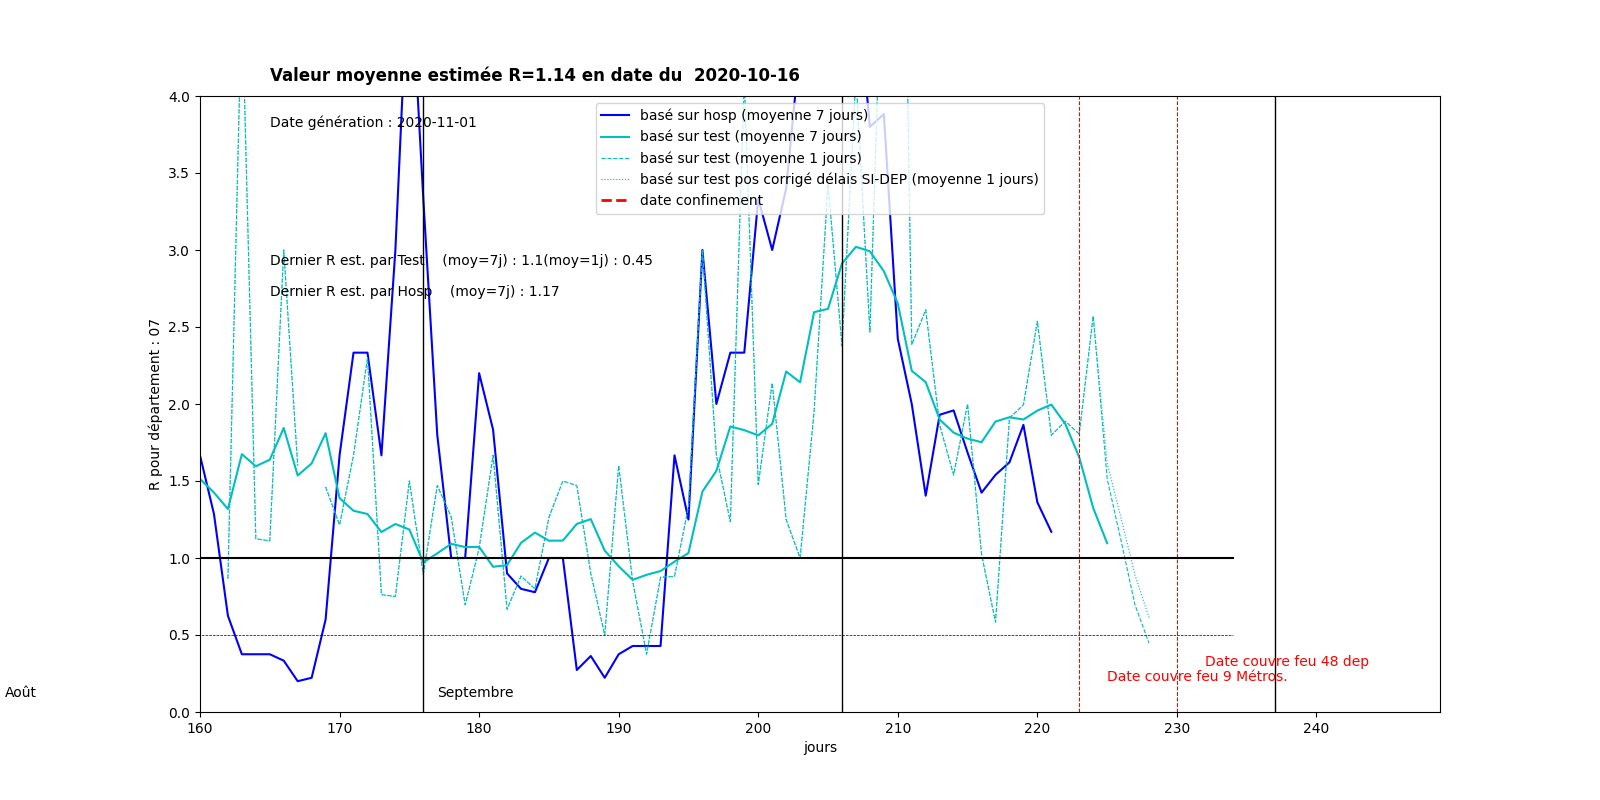 Valeur moyenne estimée R=1.14 en date du  2020-10-16
4.0
3.5
3.0
2.5
2.0
1.5
1.0
0.5
0.0
R pour département : 07
Date génération : 2020-11-01
basé sur hosp (moyenne 7 jours)
basé sur test (moyenne 7 jours)
basé sur test (moyenne 1 jours)
basé sur test pos corrigé délais SI-DEP (moyenne 1 jours)
date confinement
Dernier R est. par Test    (moy=7j) : 1.1(moy=1j) : 0.45
Dernier R est. par Hosp    (moy=7j) : 1.17
Date couvre feu 48 dep
Date couvre feu 9 Métros.
Août
Septembre
160 170 180 190 200 210 220 230 240
jours